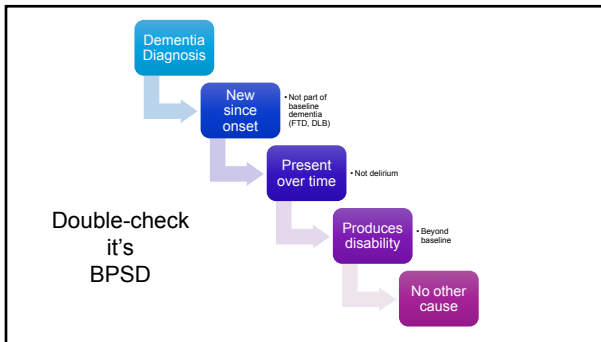 Dementia
Diagnosis
New
since
onset
• Not part of
baseline
dementia
(FTD, DLB)
Present
over time
• Not delirium
Produces
disability
• Beyond
baseline
No other
cause
Double-check
it's
BPSD